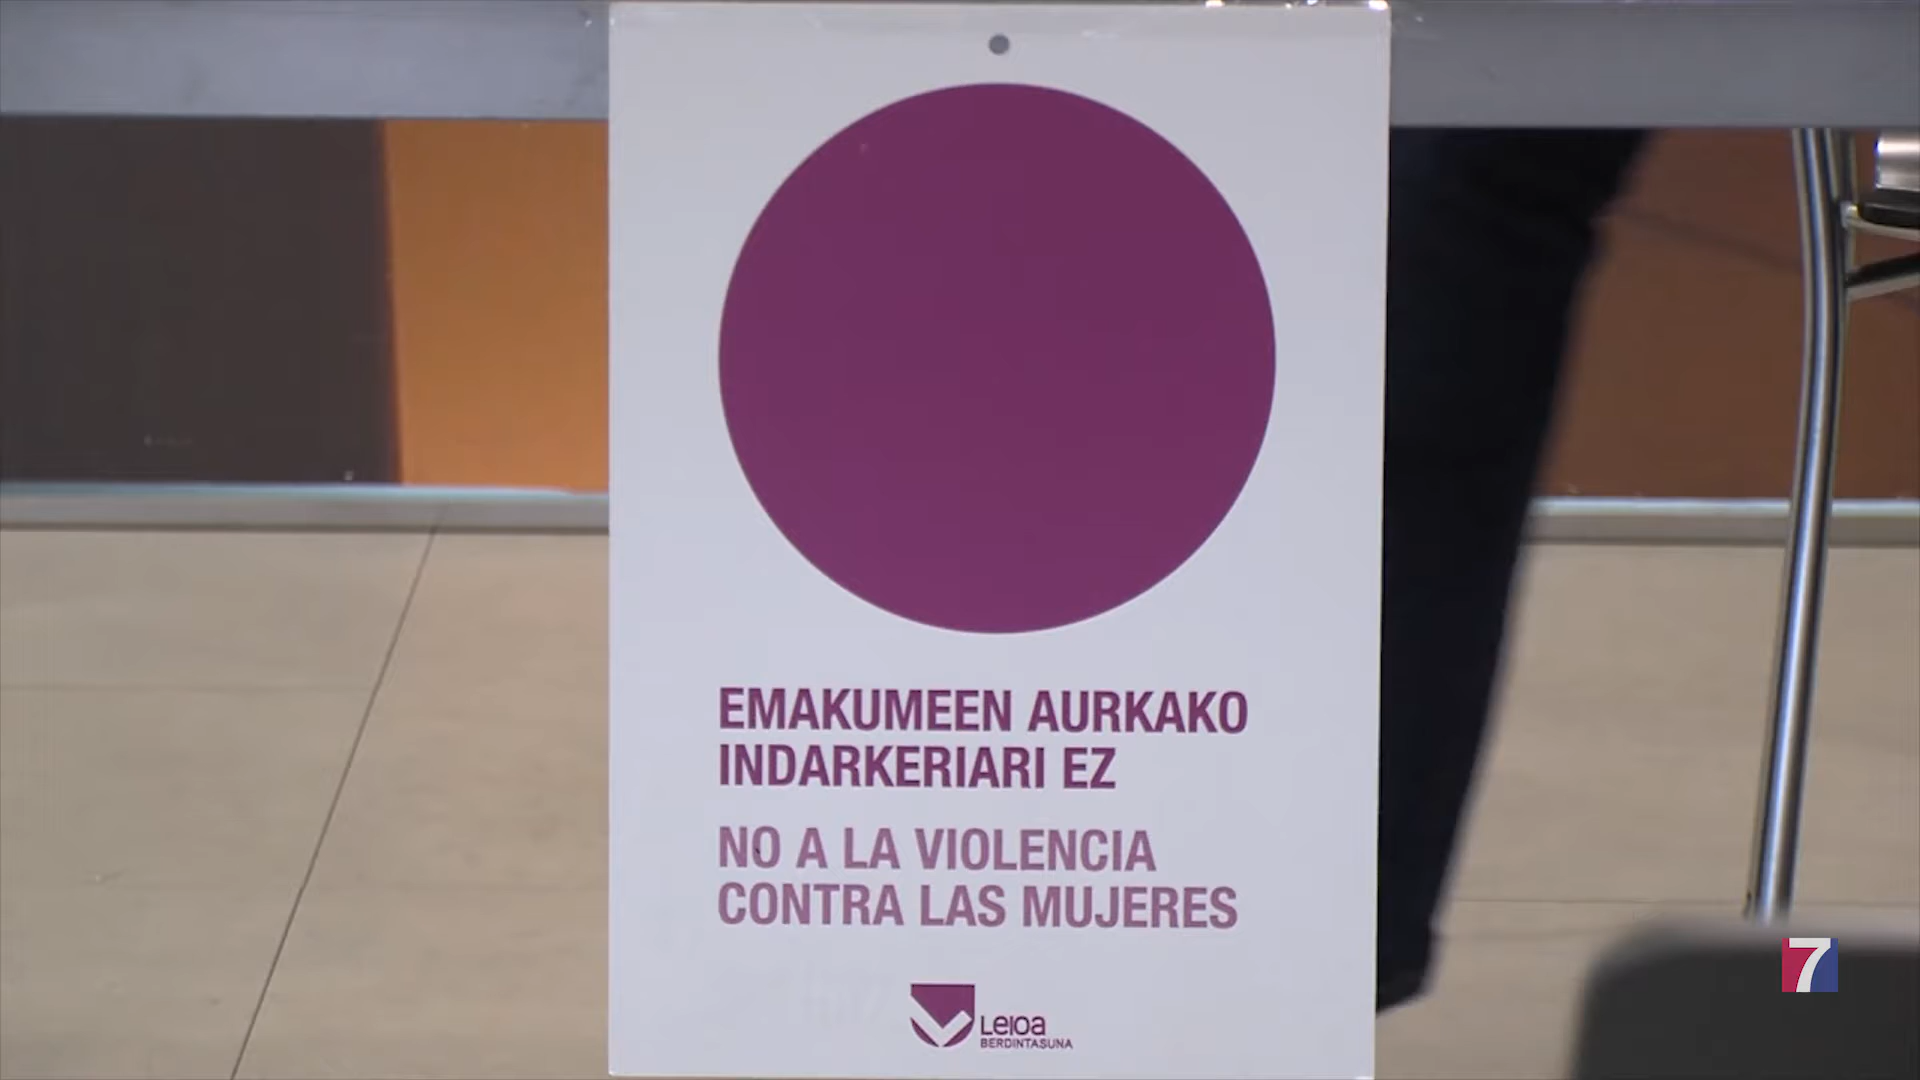 EMAKUMEEN AURKAKO
INDARKERIARI EZ
NO A LA VIOLENCIA
CONTRA LAS MUJERES
Leioa
BERDINTASUNA
7